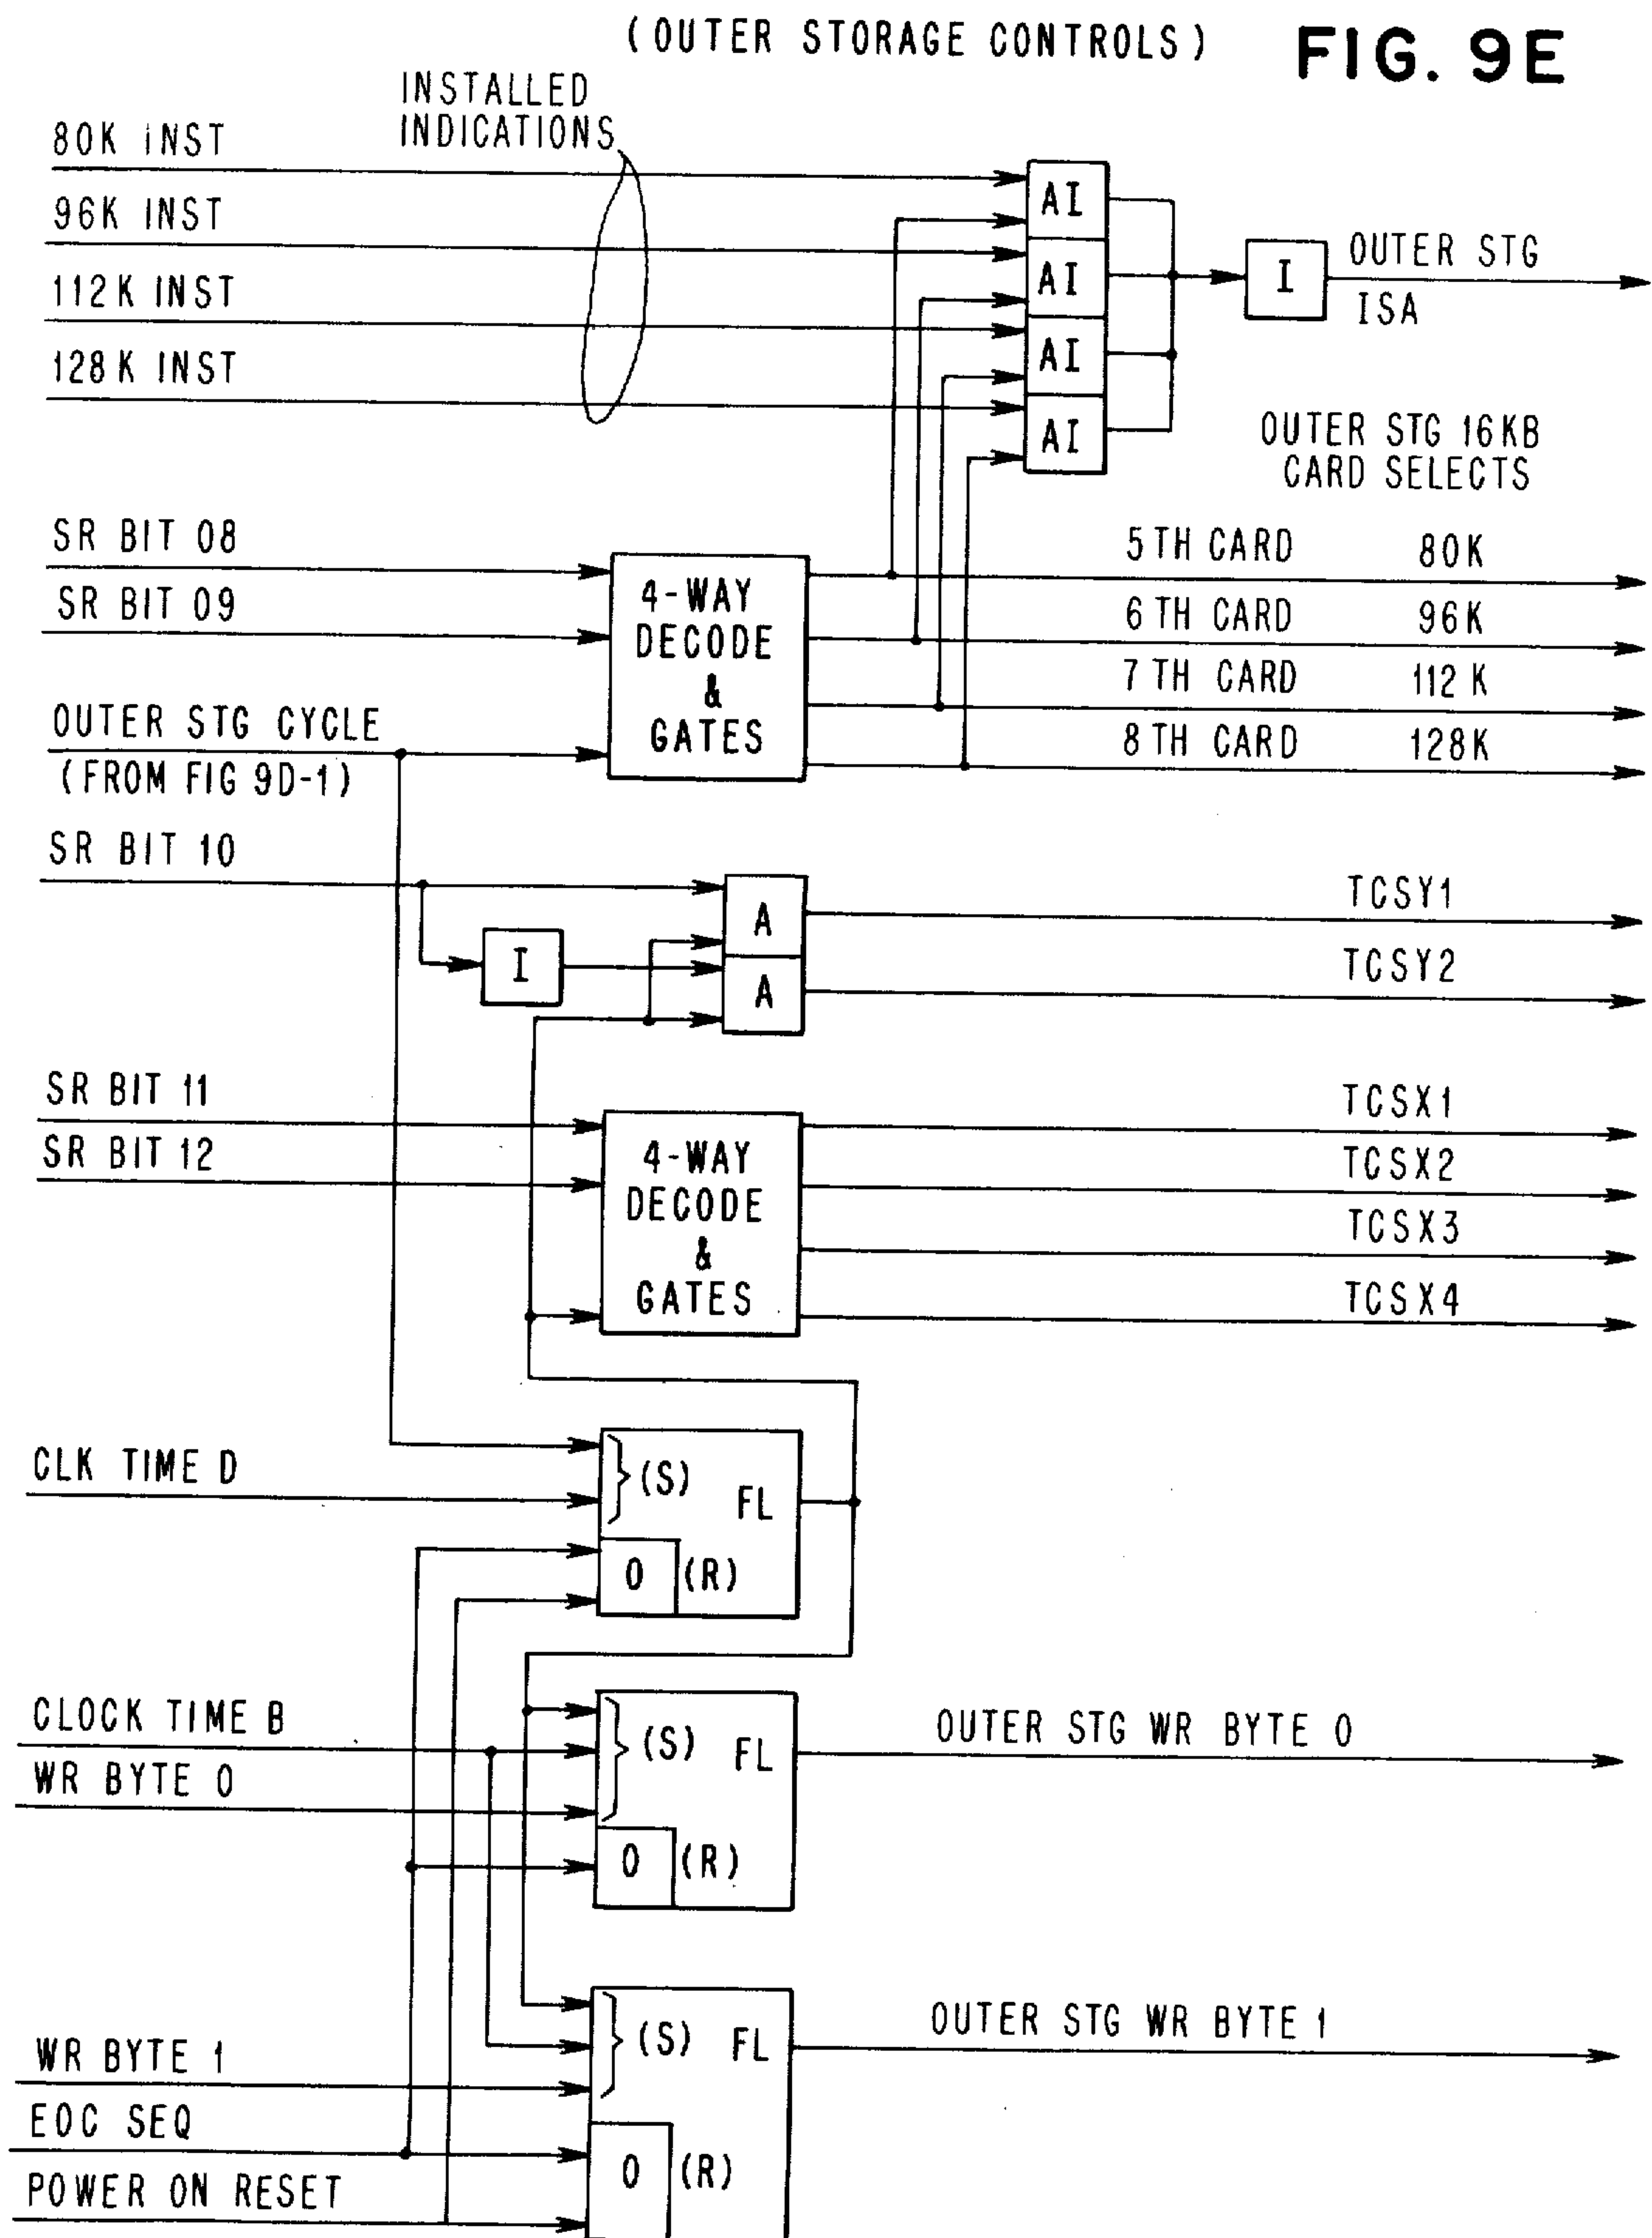 (OUTER STORAGE CONTROLS)
FIG. 9E
INSTALLED
INDICATIONS
80K INST
96K INST
112K INST
128K INST
AI
AI
AI
AI
I
OUTER STG
ISA
OUTER STG 16KB
CARD SELECTS
SR BIT 08
SR BIT 09
OUTER STG CYCLE
(FROM FIG 9D-1)
4-WAY
DECODE
&
GATES
5TH CARD 80K
6TH CARD 96K
7TH CARD 112K
8TH CARD 128K
SR BIT 10
I
A
A
TCSY1
TCSY2
SR BIT 11
SR BIT 12
4-WAY
DECODE
&
GATES
TCSX1
TCSX2
TCSX3
TCSX4
CLK TIME D
(S) FL
O (R)
CLOCK TIME B
WR BYTE 0
(S) FL
O (R)
OUTER STG WR BYTE 0
WR BYTE 1
EOC SEQ
POWER ON RESET
(S) FL
O (R)
OUTER STG WR BYTE 1